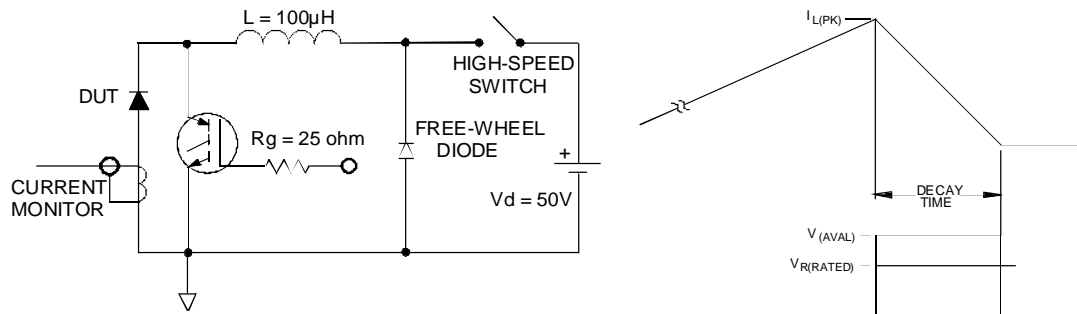 L = 100µH
HIGH-SPEED
SWITCH
DUT
Rg = 25 ohm
FREE-WHEEL
DIODE
+
Vd = 50V
CURRENT
MONITOR
I L(PK)
DECAY
TIME
V (AVAL)
V R(RATED)